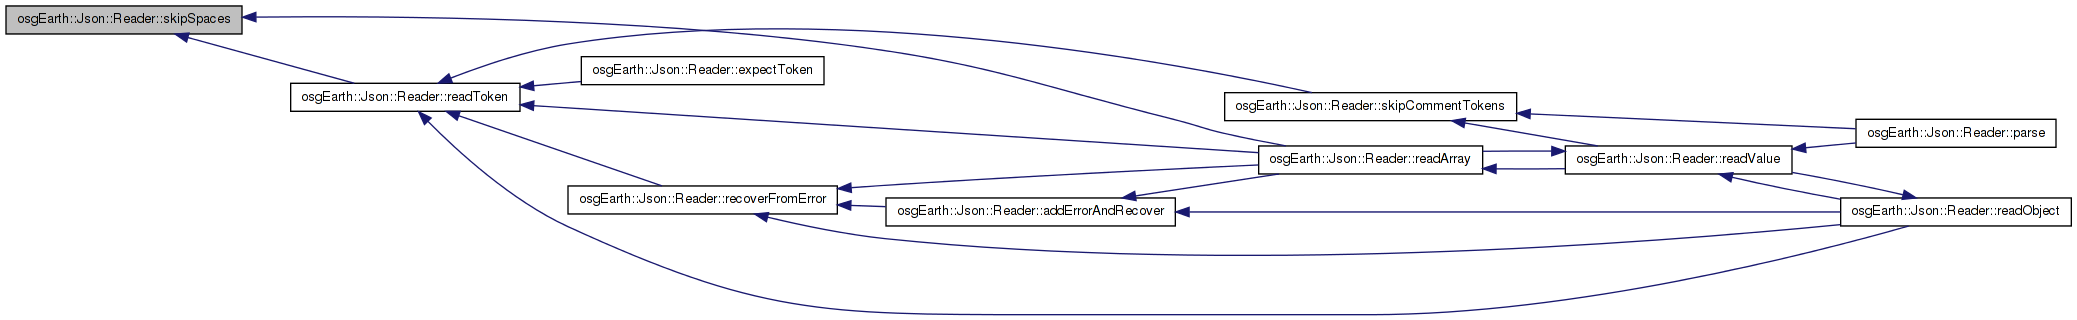 osgEarth::Json::Reader::skipSpaces
osgEarth::Json::Reader::expectToken
osgEarth::Json::Reader::readToken
osgEarth::Json::Reader::skipCommentTokens
osgEarth::Json::Reader::parse
osgEarth::Json::Reader::readArray
osgEarth::Json::Reader::readValue
osgEarth::Json::Reader::recoverFromError
osgEarth::Json::Reader::addErrorAndRecover
osgEarth::Json::Reader::readObject